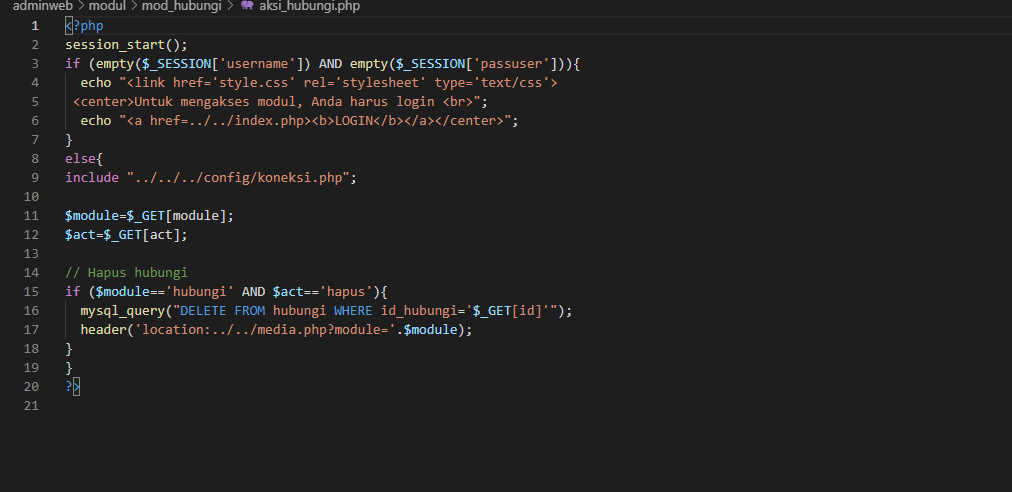 adminweb > modul > mod_hubungi > aksi_hubungi.php
1 <?php
2 session_start();
3 if (empty($_SESSION['username']) AND empty($_SESSION['passuser'])){
4 echo "<link href='style.css' rel='stylesheet' type='text/css'>
5 <center>Untuk mengakses modul, Anda harus login <br>";
6 echo "<a href=../../index.php><b>LOGIN</b></a></center>";
7 }
8 else{
9 include "../../../config/koneksi.php";
10
11 $module=$_GET[module];
12 $act=$_GET[act];
13
14 // Hapus hubungi
15 if ($module=='hubungi' AND $act=='hapus'){
16 mysql_query("DELETE FROM hubungi WHERE id_hubungi='$_GET[id]'");
17 header('location:../../media.php?module='.$module);
18 }
19 }
20 ?>
21